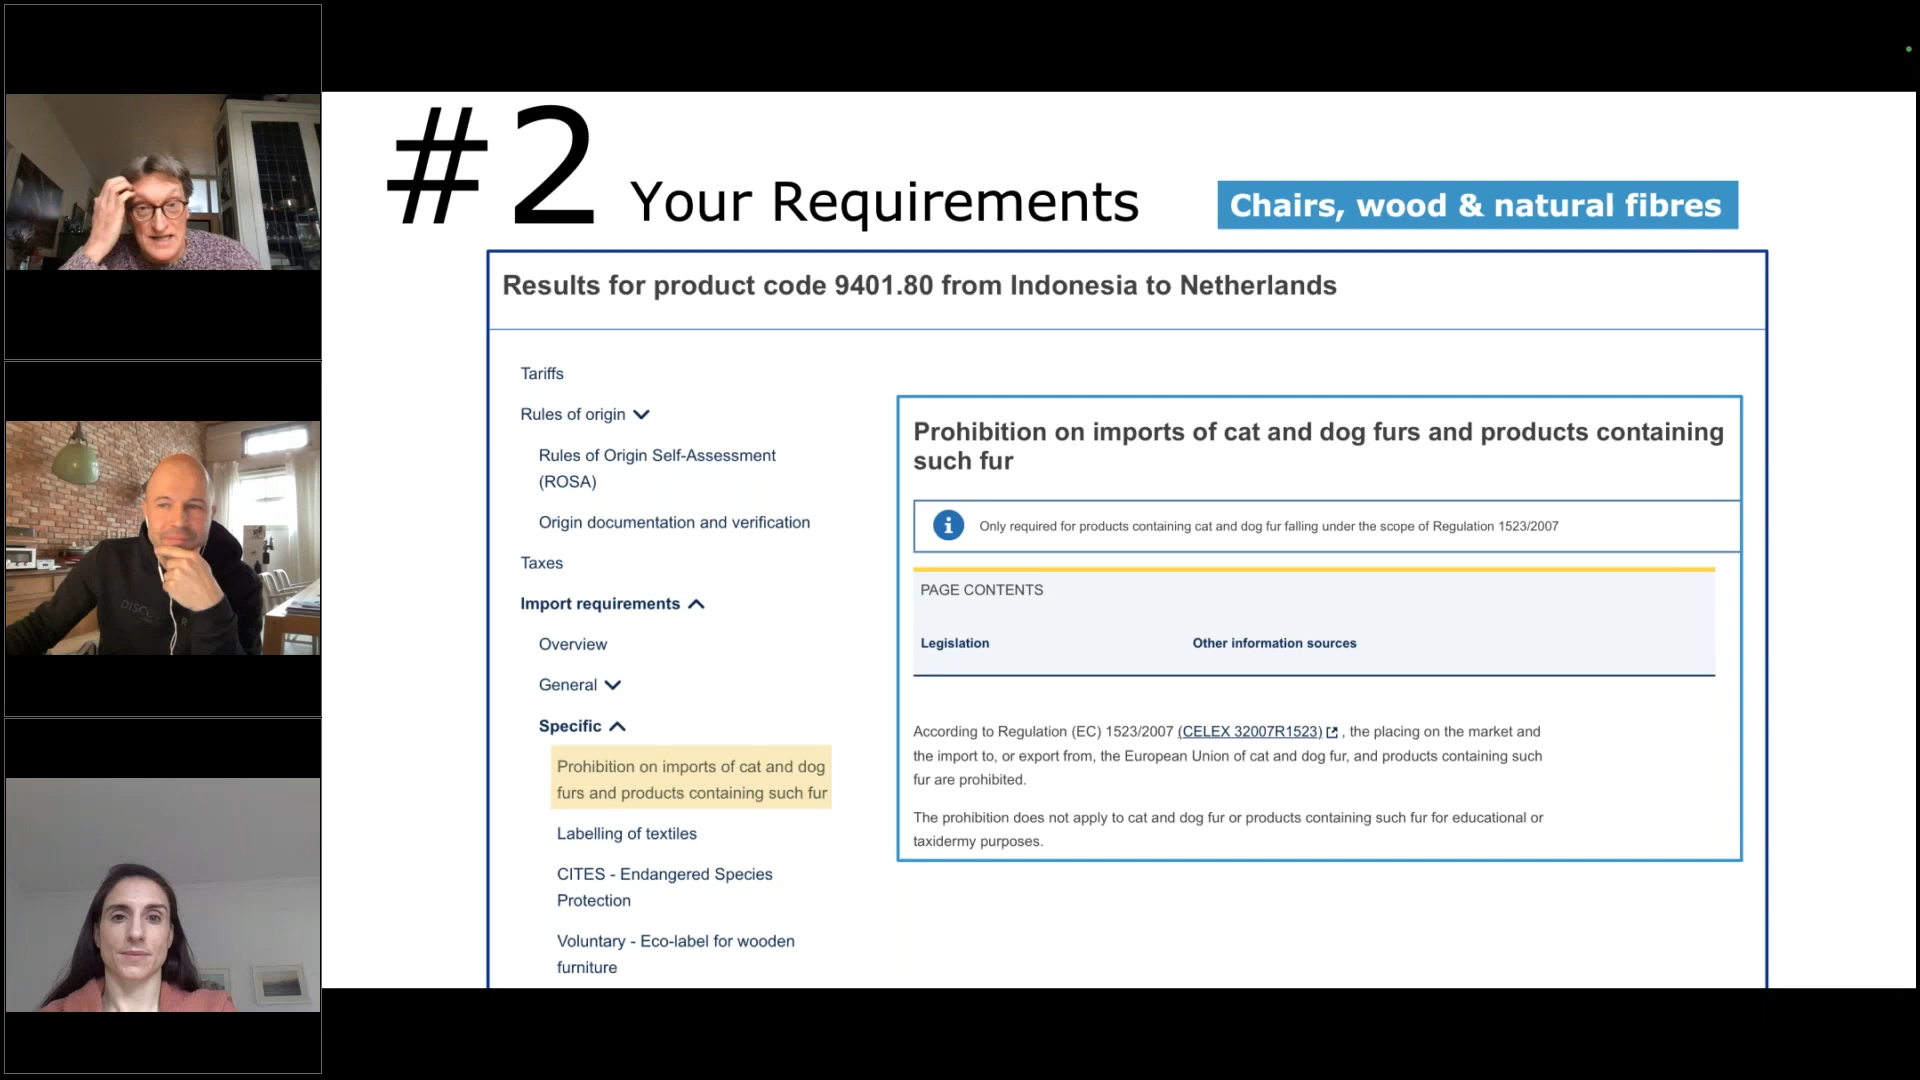 #2 Your Requirements
Chairs, wood & natural fibres
Results for product code 9401.80 from Indonesia to Netherlands
Tariffs
Rules of origin
Rules of Origin Self-Assessment
(ROSA)
Origin documentation and verification
Taxes
Import requirements
Overview
General
Specific
Prohibition on imports of cat and dog
furs and products containing such fur
Labelling of textiles
CITES - Endangered Species
Protection
Voluntary - Eco-label for wooden
furniture
Prohibition on imports of cat and dog furs and products containing
such fur
Only required for products containing cat and dog fur falling under the scope of Regulation 1523/2007
PAGE CONTENTS
Legislation
Other information sources
According to Regulation (EC) 1523/2007 (CELEX 32007R1523) , the placing on the market and
the import to, or export from, the European Union of cat and dog fur, and products containing such
fur are prohibited.
The prohibition does not apply to cat and dog fur or products containing such fur for educational or
taxidermy purposes.